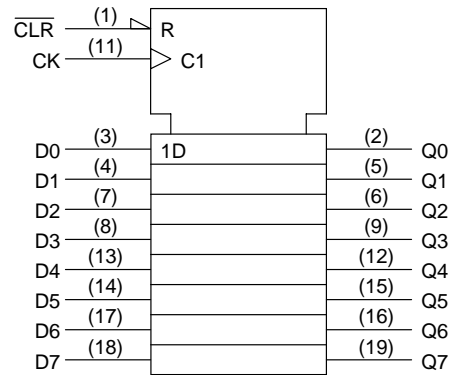 C̅L̅R̅ (1) R
CK (11) C1
D0 (3) 1D (2) Q0
D1 (4) (5) Q1
D2 (7) (6) Q2
D3 (8) (9) Q3
D4 (13) (12) Q4
D5 (14) (15) Q5
D6 (17) (16) Q6
D7 (18) (19) Q7